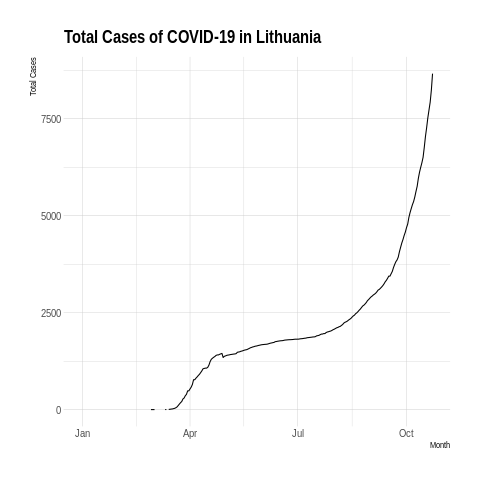 Total Cases of COVID-19 in Lithuania
Total Cases
7500
5000
2500
0
Jan Apr Jul Oct
Month